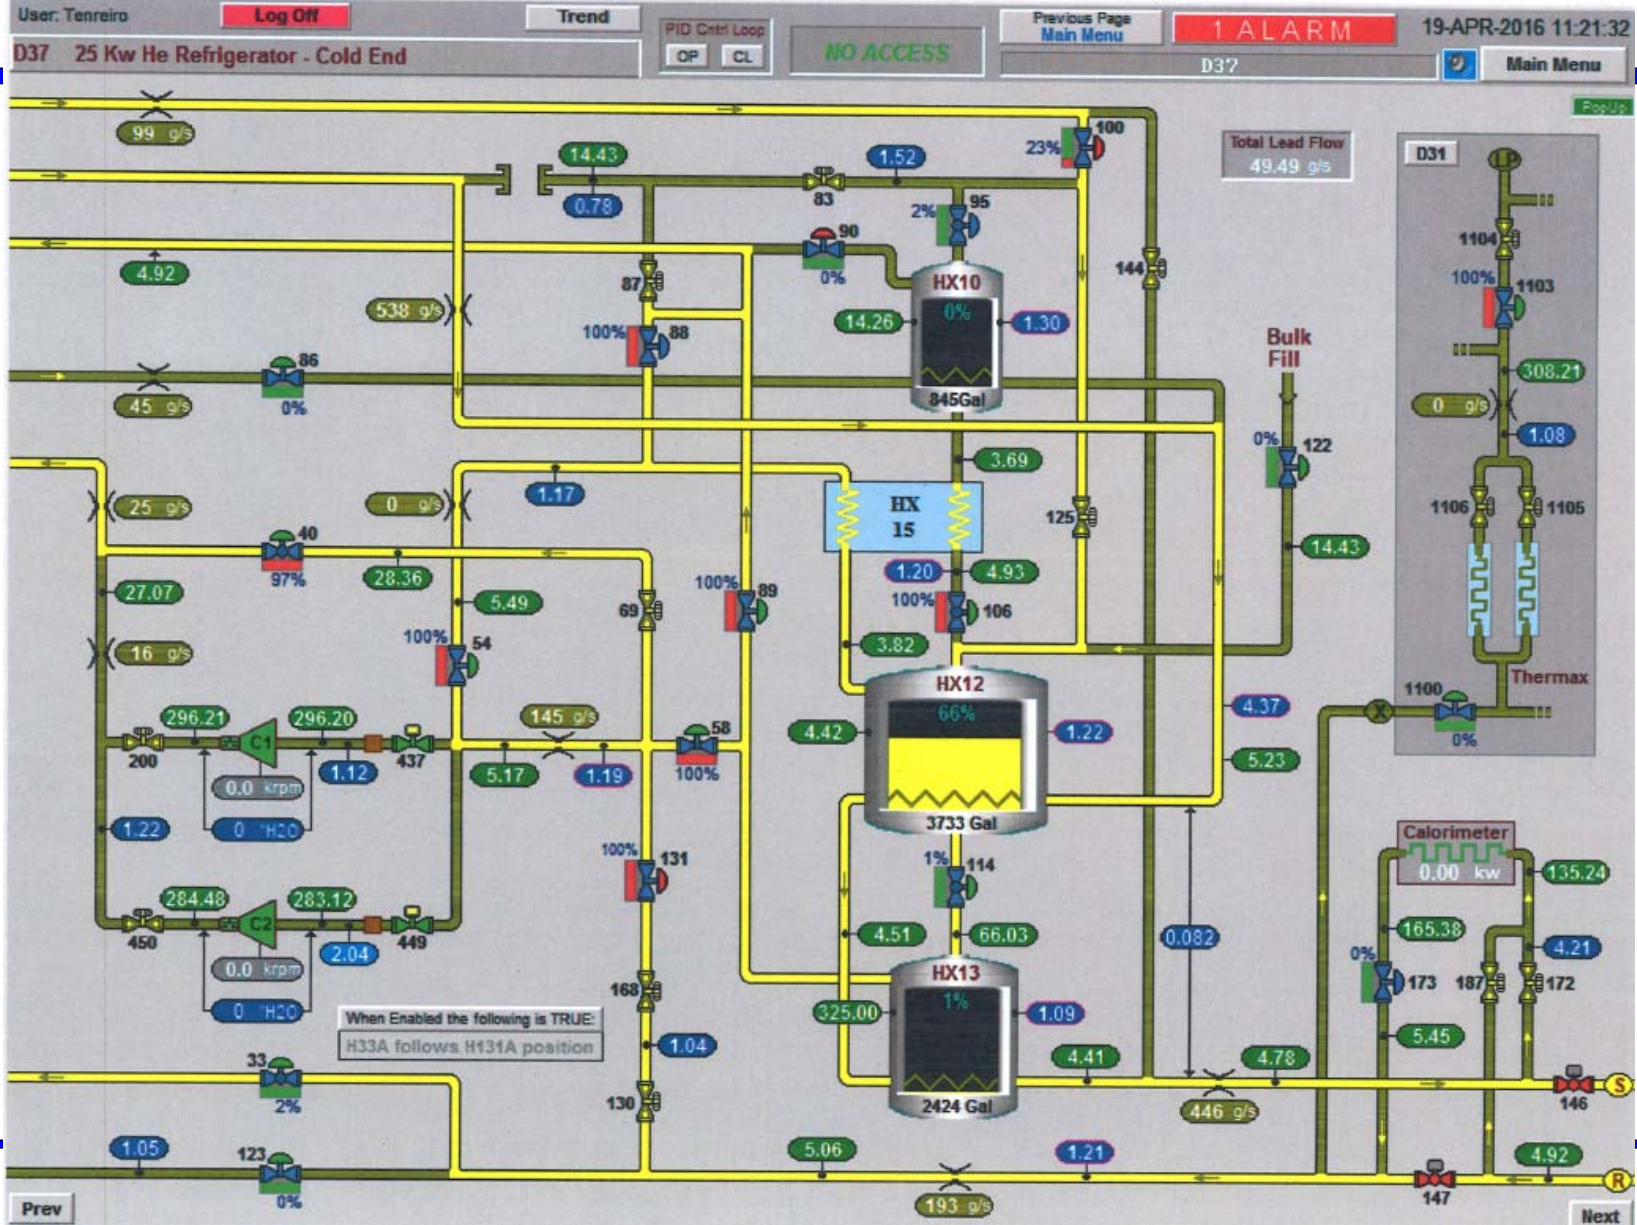 User: Tenreiro
Log Off
Trend
PID Cntrl Loop
OP
CL
NO ACCESS
Previous Page
Main Menu
1 ALARM
19-APR-2016 11:21:32
D37 25 Kw He Refrigerator - Cold End
D37
Main Menu
PopUp
99 g/s
14.43
1.52
100
23%
Total Lead Flow
49.49 g/s
D31
LP
0.78
83
95
2%
90
0%
1104
4.92
87
144
HX10
0%
100%
1103
538 g/s
100%
88
14.26
1.30
Bulk
Fill
86
0%
308.21
45 g/s
845Gal
0 g/s
1.08
0%
122
3.69
1.17
25 g/s
0 g/s
HX
15
125
1106
1105
40
97%
28.36
14.43
27.07
5.49
69
100%
89
1.20
4.93
100%
106
16 g/s
100%
54
3.82
HX12
66%
Thermax
1100
0%
X
296.21
296.20
145 g/s
58
100%
4.42
1.22
4.37
C1
200
1.12
437
5.17
1.19
5.23
0.0 krpm
0 "H2O
1.22
3733 Gal
Calorimeter
0.00 kw
100%
131
1%
114
135.24
284.48
283.12
C2
450
2.04
449
4.51
66.03
0.082
165.38
4.21
0.0 krpm
0 "H2O
HX13
1%
0%
173
187
172
168
325.00
1.09
When Enabled the following is TRUE:
H33A follows H131A position
1.04
5.45
33
2%
4.41
4.78
S
130
2424 Gal
446 g/s
146
1.05
123
0%
5.06
1.21
4.92
193 g/s
147
R
Prev
Next